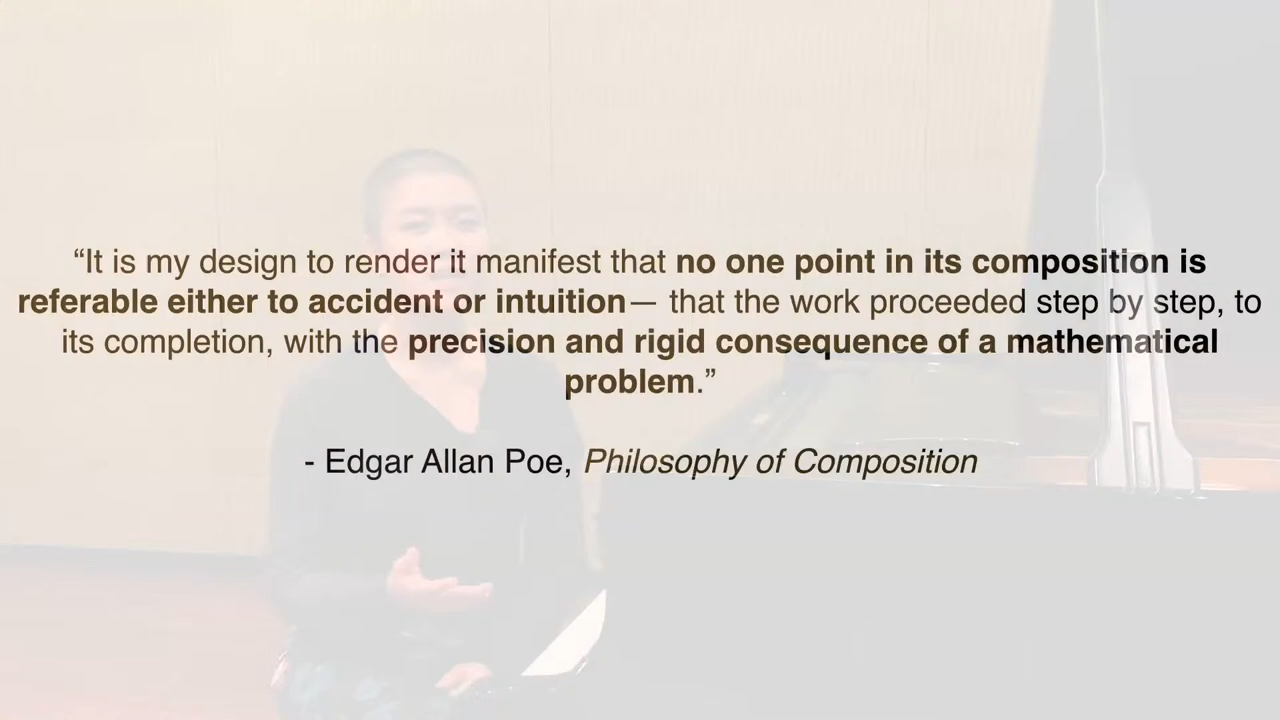 “It is my design to render it manifest that no one point in its composition is
referable either to accident or intuition— that the work proceeded step by step, to
its completion, with the precision and rigid consequence of a mathematical
problem.”
- Edgar Allan Poe, Philosophy of Composition